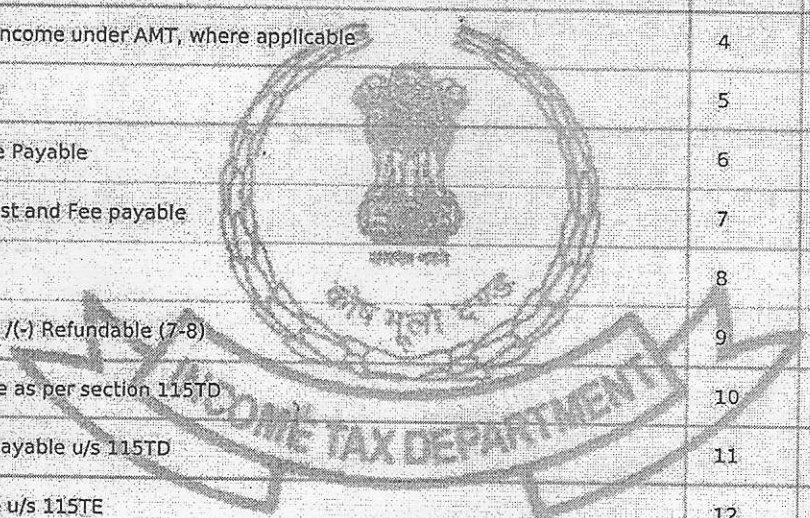 ncome under AMT, where applicable 4
5
e Payable 6
st and Fee payable 7
8
/(-) Refundable (7-8) 9
e as per section 115TD 10
ayable u/s 115TD 11
u/s 115TE 12
कोष मूलो दण्डः
INCOME TAX DEPARTMENT